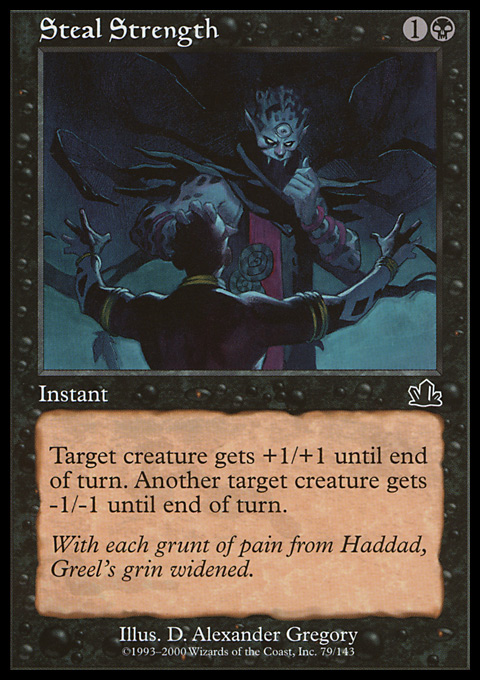 Steal Strength 1
Instant
Target creature gets +1/+1 until end
of turn. Another target creature gets
-1/-1 until end of turn.
With each grunt of pain from Haddad,
Greel's grin widened.
Illus. D. Alexander Gregory
©1993–2000 Wizards of the Coast, Inc. 79/143